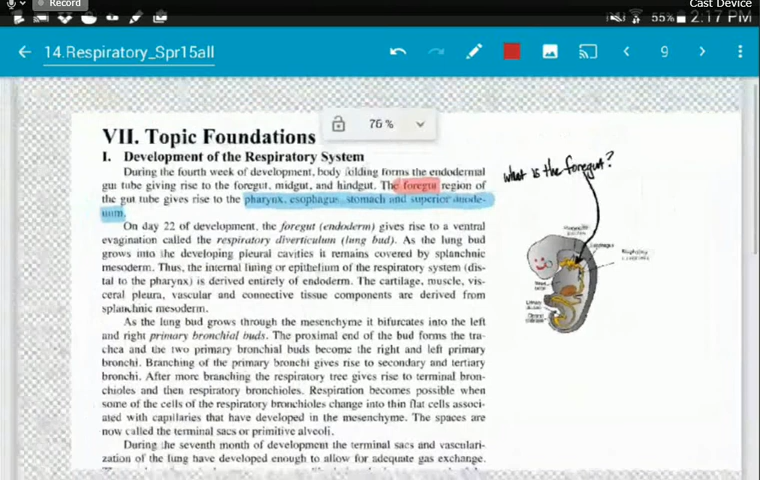 Record
Cast Device
55%
2:17 PM
14.Respiratory_Spr15all
9
76 %
VII. Topic Foundations
I. Development of the Respiratory System
During the fourth week of development, body folding forms the endodermal
gut tube giving rise to the foregut, midgut, and hindgut. The foregut region of
the gut tube gives rise to the pharynx, esophagus, stomach and superior duode-
num.
On day 22 of development, the foregut (endoderm) gives rise to a ventral
evagination called the respiratory diverticulum (lung bud). As the lung bud
grows into the developing pleural cavities it remains covered by splanchnic
mesoderm. Thus, the internal lining or epithelium of the respiratory system (dis-
tal to the pharynx) is derived entirely of endoderm. The cartilage, muscle, vis-
ceral pleura, vascular and connective tissue components are derived from
splanchnic mesoderm.
As the lung bud grows through the mesenchyme it bifurcates into the left
and right primary bronchial buds. The proximal end of the bud forms the tra-
chea and the two primary bronchial buds become the right and left primary
bronchi. Branching of the primary bronchi gives rise to secondary and tertiary
bronchi. After more branching the respiratory tree gives rise to terminal bron-
chioles and then respiratory bronchioles. Respiration becomes possible when
some of the cells of the respiratory bronchioles change into thin flat cells associ-
ated with capillaries that have developed in the mesenchyme. The spaces are
now called the terminal sacs or primitive alveoli.
During the seventh month of development the terminal sacs and vasculari-
zation of the lung have developed enough to allow for adequate gas exchange.
what is the foregut?